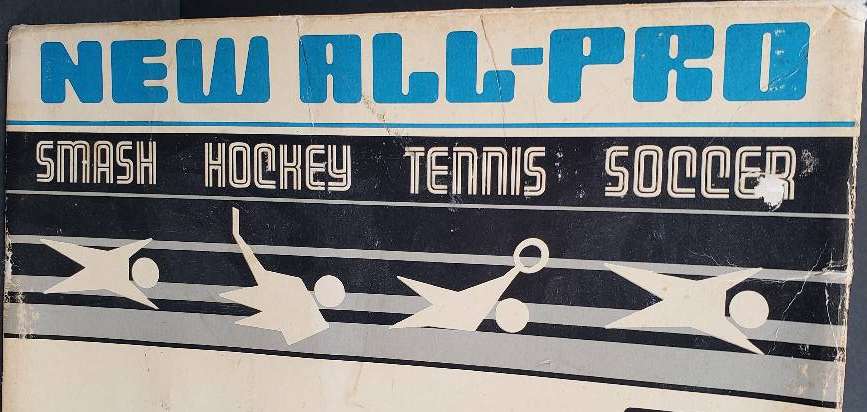 NEW ALL-PRO
SMASH HOCKEY TENNIS SOCCER